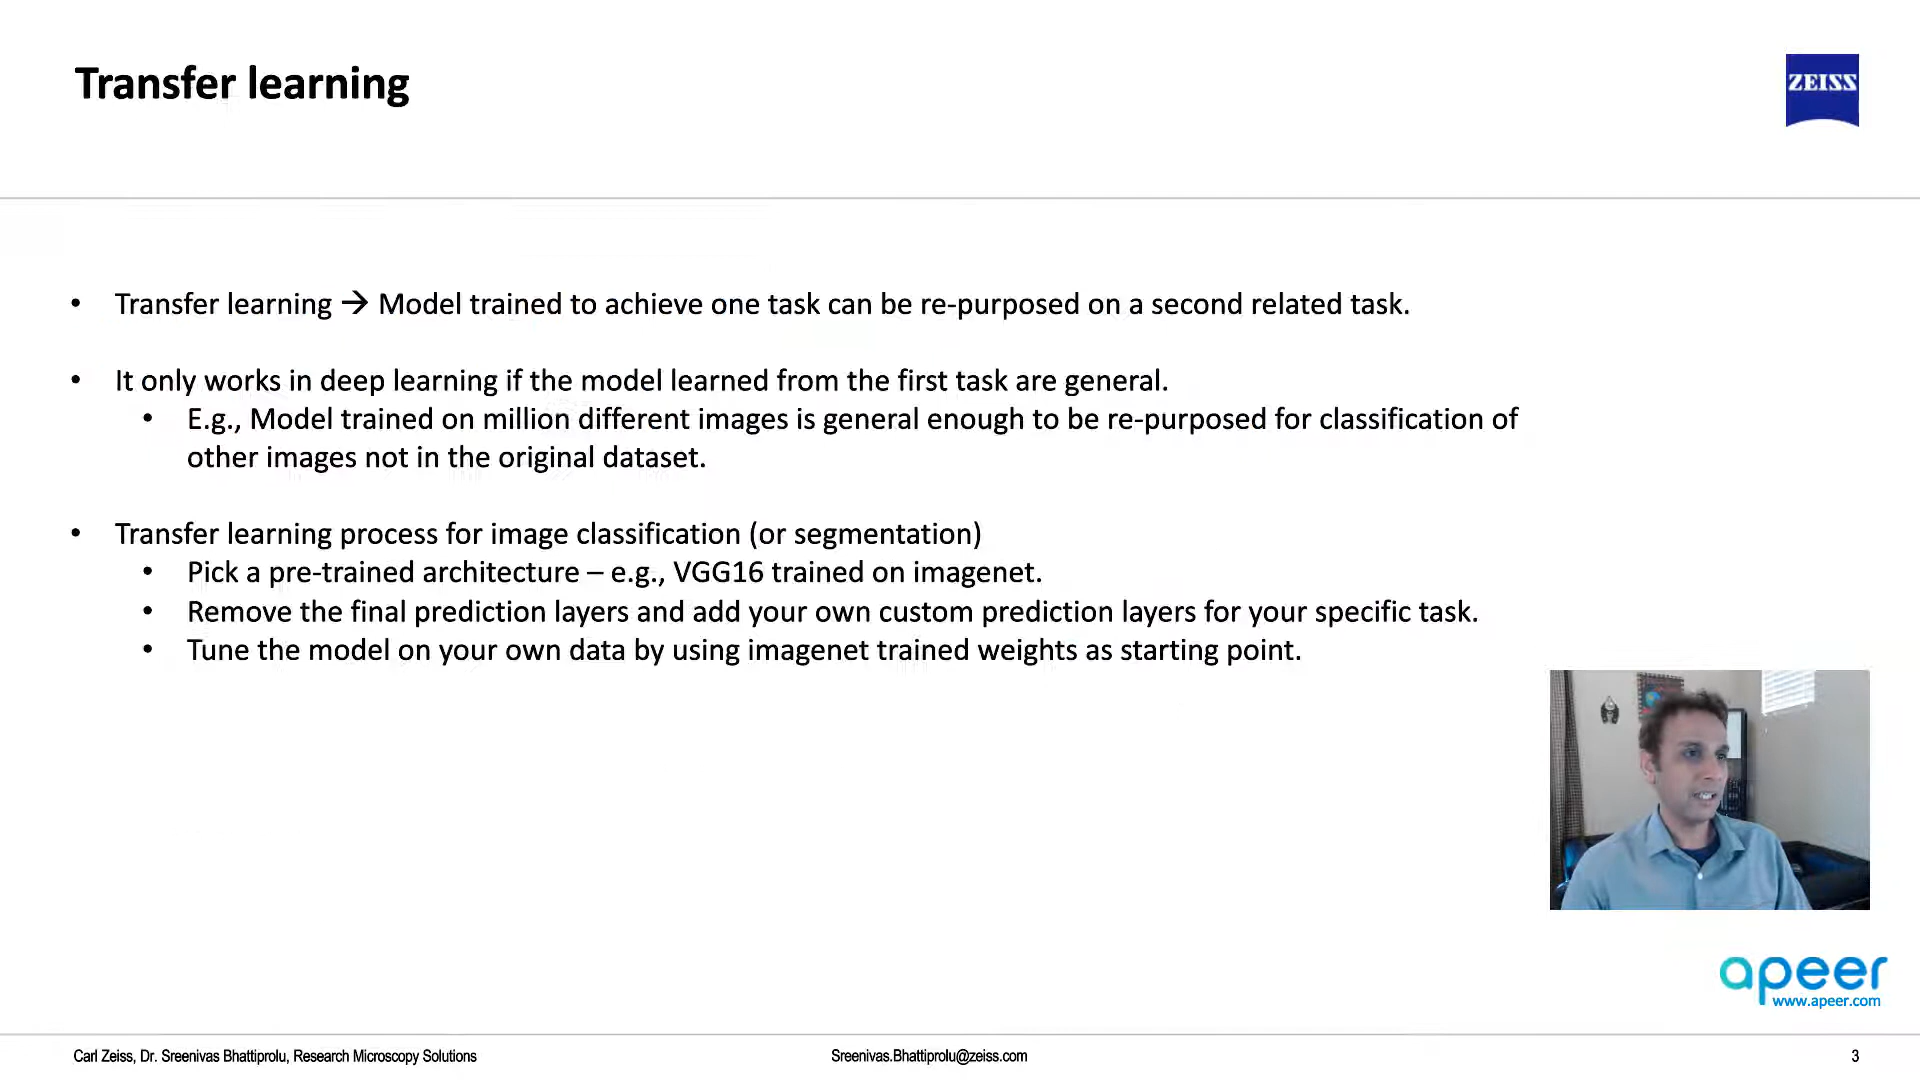 Transfer learning
ZEISS
• Transfer learning → Model trained to achieve one task can be re-purposed on a second related task.
• It only works in deep learning if the model learned from the first task are general.
• E.g., Model trained on million different images is general enough to be re-purposed for classification of
other images not in the original dataset.
• Transfer learning process for image classification (or segmentation)
• Pick a pre-trained architecture – e.g., VGG16 trained on imagenet.
• Remove the final prediction layers and add your own custom prediction layers for your specific task.
• Tune the model on your own data by using imagenet trained weights as starting point.
apeer
www.apeer.com
Carl Zeiss, Dr. Sreenivas Bhattiprolu, Research Microscopy Solutions
Sreenivas.Bhattiprolu@zeiss.com
3